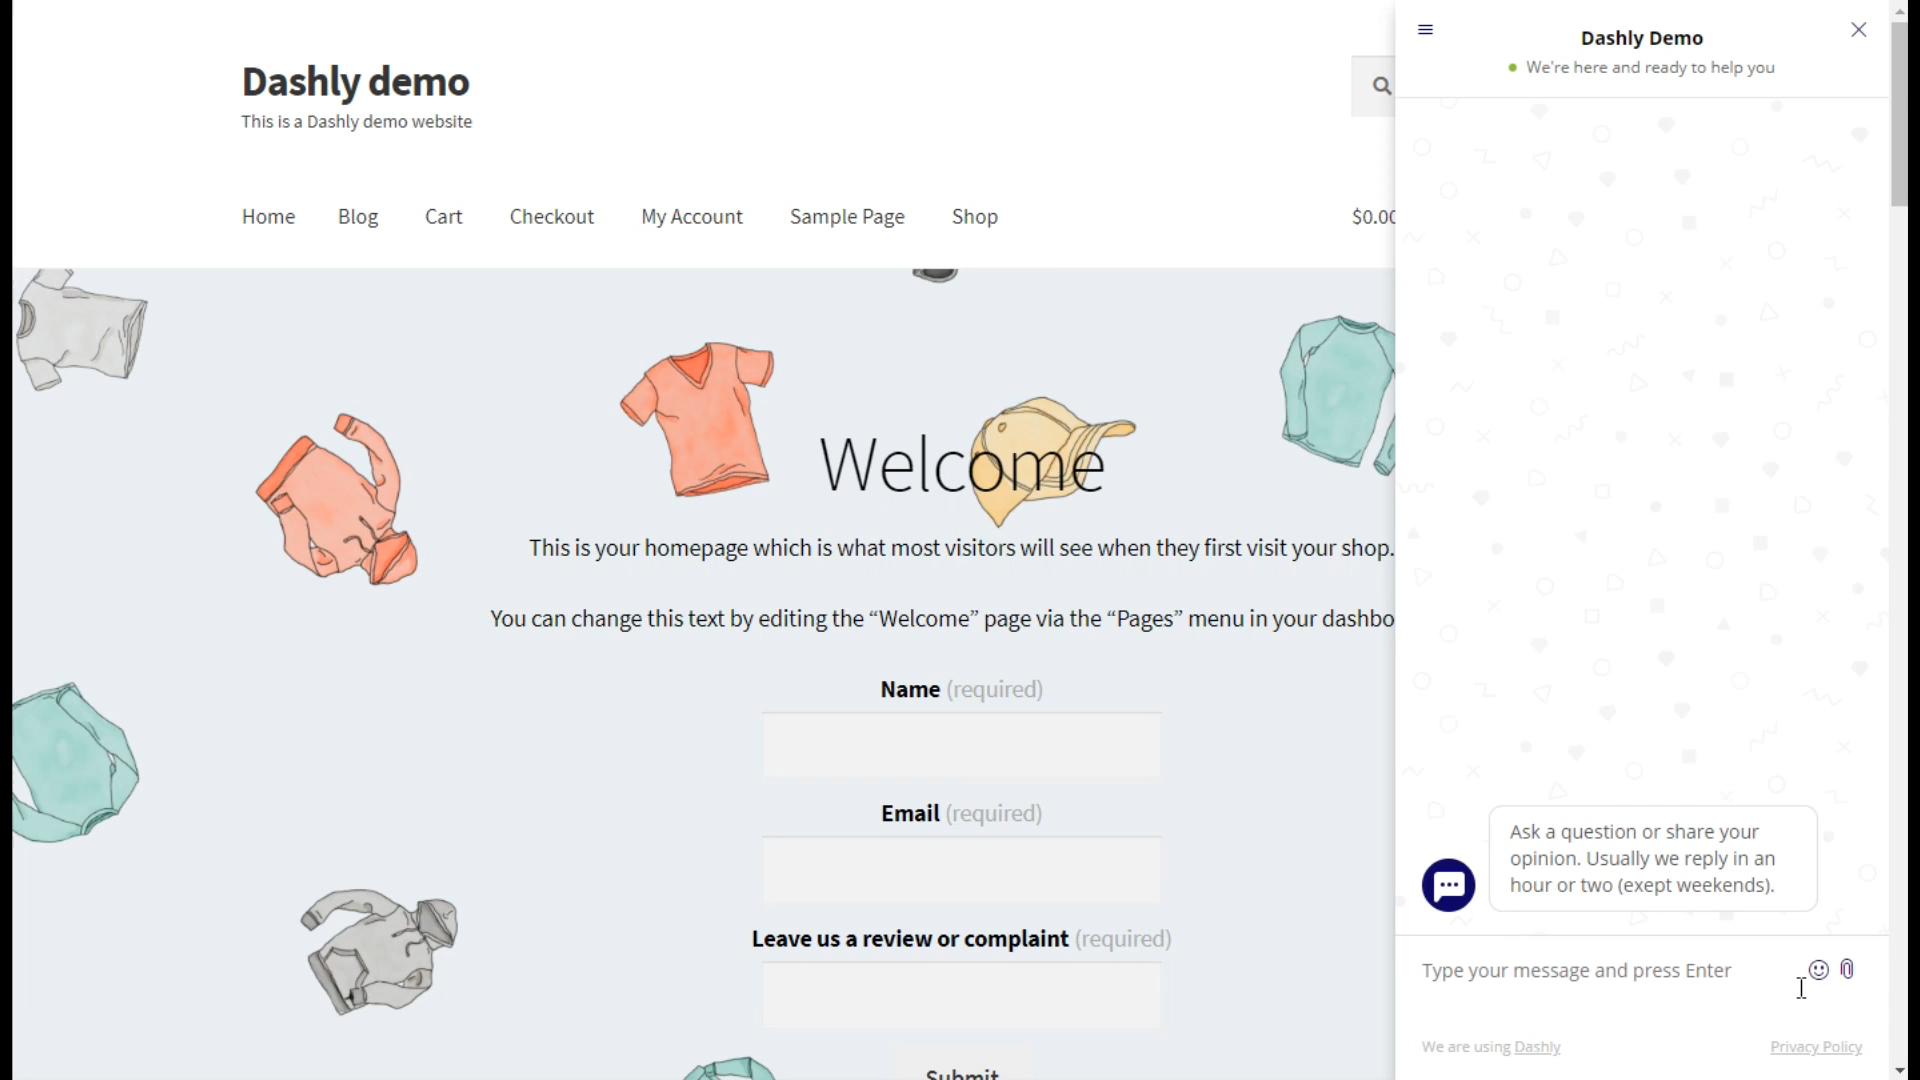 Dashly demo
This is a Dashly demo website
Home Blog Cart Checkout My Account Sample Page Shop
$0.00
Welcome
This is your homepage which is what most visitors will see when they first visit your shop.
You can change this text by editing the “Welcome” page via the “Pages” menu in your dashbo
Name (required)
Email (required)
Leave us a review or complaint (required)
Submit
Dashly Demo
We're here and ready to help you
Ask a question or share your
opinion. Usually we reply in an
hour or two (exept weekends).
Type your message and press Enter
We are using Dashly
Privacy Policy